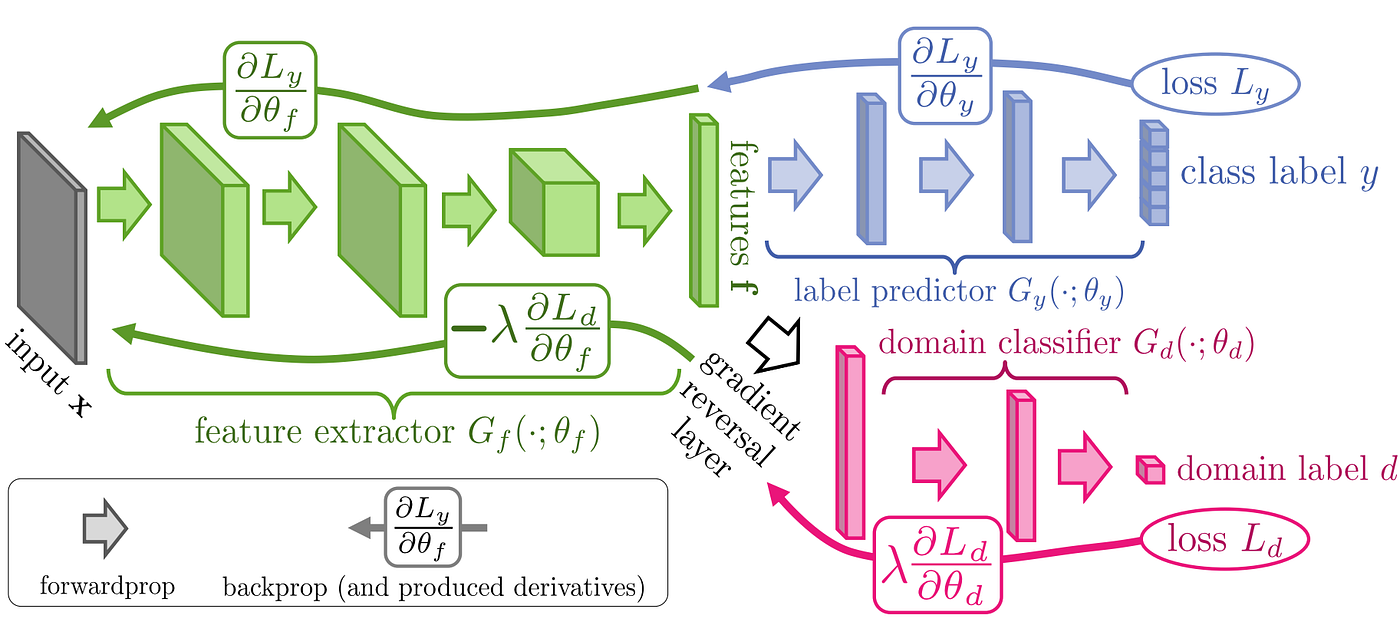 ∂L_y/∂θ_f
∂L_y/∂θ_y
loss L_y
class label y
features f
label predictor G_y(·; θ_y)
input x
−λ ∂L_d/∂θ_f
feature extractor G_f(·; θ_f)
gradient
reversal
layer
domain classifier G_d(·; θ_d)
domain label d
loss L_d
λ ∂L_d/∂θ_d
forwardprop
∂L_y/∂θ_f
backprop (and produced derivatives)